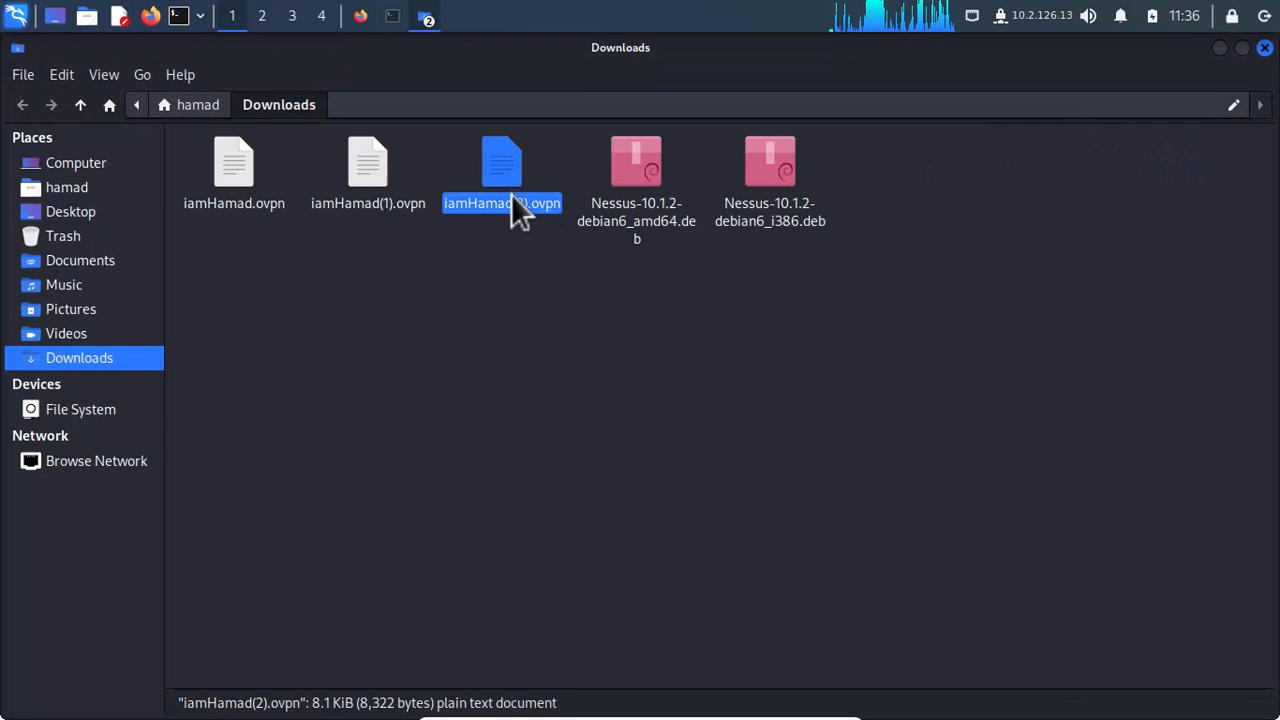 1 2 3 4 2 10.2.126.13 11:36
Downloads
File Edit View Go Help
hamad Downloads
Places
Computer
hamad
Desktop
Trash
Documents
Music
Pictures
Videos
Downloads
Devices
File System
Network
Browse Network
iamHamad.ovpn
iamHamad(1).ovpn
iamHamad(2).ovpn
Nessus-10.1.2-
debian6_amd64.de
b
Nessus-10.1.2-
debian6_i386.deb
"iamHamad(2).ovpn": 8.1 KiB (8,322 bytes) plain text document